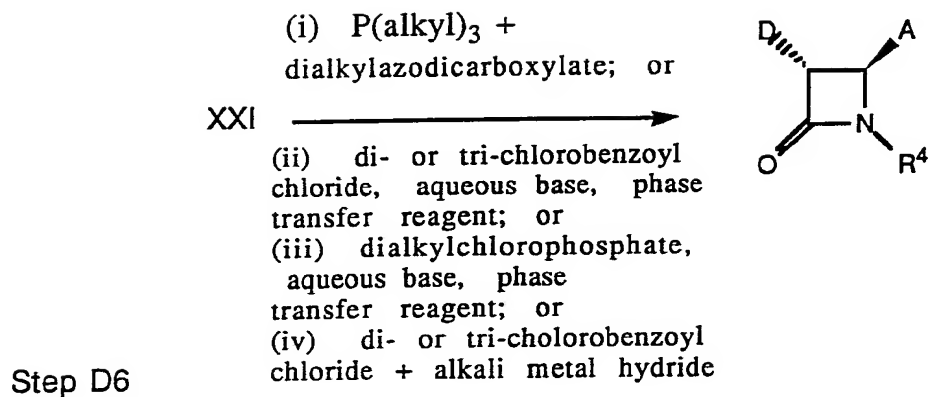 (i) P(alkyl)3 +
dialkylazodicarboxylate; or
XXI
(ii) di- or tri-chlorobenzoyl
chloride, aqueous base, phase
transfer reagent; or
(iii) dialkylchlorophosphate,
aqueous base, phase
transfer reagent; or
(iv) di- or tri-cholorobenzoyl
chloride + alkali metal hydride
Step D6
D A
N
O R4